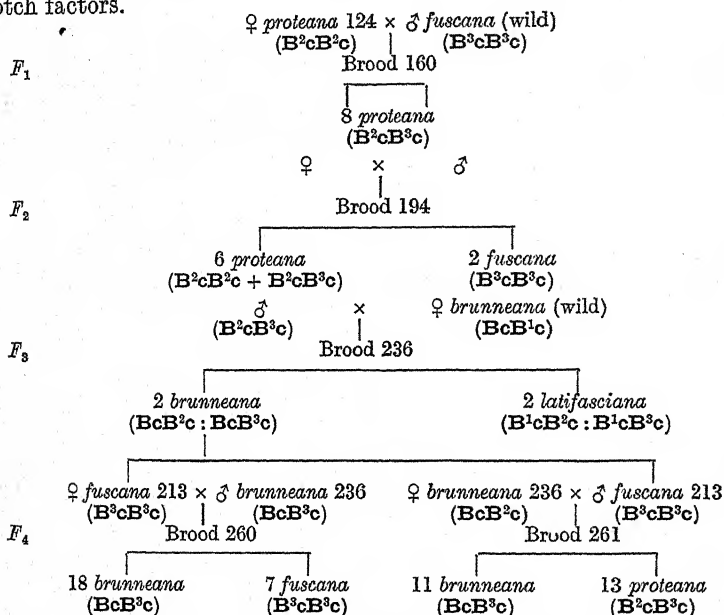 otch factors.
♀ proteana 124 × ♂ fuscana (wild)
(B²cB²c) (B³cB³c)
F₁ Brood 160
8 proteana
(B²cB³c)
♀ × ♂
F₂ Brood 194
6 proteana 2 fuscana
(B²cB²c + B²cB³c) (B³cB³c)
♂ × ♀ brunneana (wild)
(B²cB³c) (BcB¹c)
F₃ Brood 236
2 brunneana 2 latifasciana
(BcB²c : BcB³c) (B¹cB²c : B¹cB³c)
♀ fuscana 213 × ♂ brunneana 236 ♀ brunneana 236 × ♂ fuscana 213
(B³cB³c) (BcB³c) (BcB²c) (B³cB³c)
F₄ Brood 260 Brood 261
18 brunneana 7 fuscana 11 brunneana 13 proteana
(BcB³c) (B³cB³c) (BcB³c) (B²cB³c)